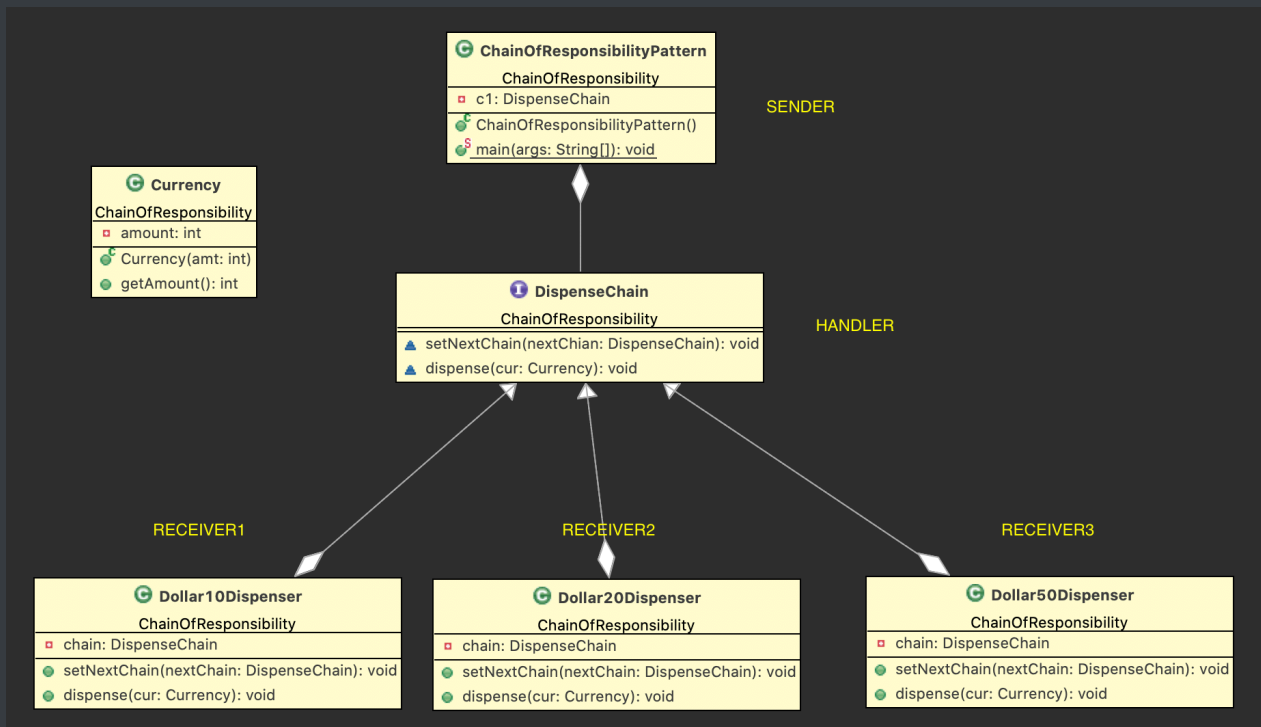 ChainOfResponsibilityPattern
ChainOfResponsibility
c1: DispenseChain
ChainOfResponsibilityPattern()
main(args: String[]): void
SENDER
Currency
ChainOfResponsibility
amount: int
Currency(amt: int)
getAmount(): int
DispenseChain
ChainOfResponsibility
setNextChain(nextChian: DispenseChain): void
dispense(cur: Currency): void
HANDLER
RECEIVER1
RECEIVER2
RECEIVER3
Dollar10Dispenser
ChainOfResponsibility
chain: DispenseChain
setNextChain(nextChain: DispenseChain): void
dispense(cur: Currency): void
Dollar20Dispenser
ChainOfResponsibility
chain: DispenseChain
setNextChain(nextChain: DispenseChain): void
dispense(cur: Currency): void
Dollar50Dispenser
ChainOfResponsibility
chain: DispenseChain
setNextChain(nextChain: DispenseChain): void
dispense(cur: Currency): void